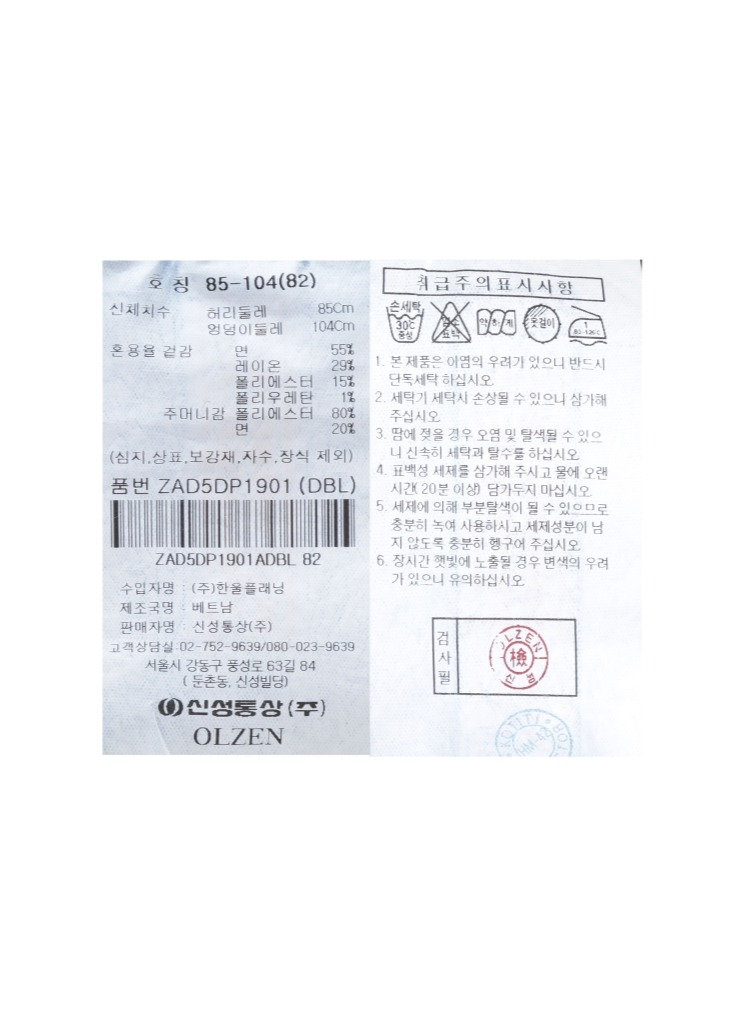 호 칭 85-104(82)
신체치수 허리둘레 85Cm
엉덩이둘레 104Cm
혼용율 겉감 면 55%
레이온 29%
폴리에스터 15%
폴리우레탄 1%
주머니감 폴리에스터 80%
면 20%
(심지,상표,보강재,자수,장식 제외)
품번 ZAD5DP1901 (DBL)
ZAD5DP1901ADBL 82
수입자명 : (주)한울플래닝
제조국명 : 베트남
판매자명 : 신성통상(주)
고객상담실:02-752-9639/080-023-9639
서울시 강동구 풍성로 63길 84
( 둔촌동, 신성빌딩)
신성통상(주)
OLZEN
취급주의표시사항
손세탁
30℃
중성
표백
약하게
옷걸이
1
1. 본 제품은 이염의 우려가 있으니 반드시
단독세탁 하십시오.
2. 세탁기 세탁시 손상될 수 있으니 삼가해
주십시오.
3. 땀에 젖을 경우 오염 및 탈색될 수 있으
니 신속히 세탁과 탈수를 하십시오.
4. 표백성 세제를 삼가해 주시고 물에 오랜
시간( 20분 이상) 담가두지 마십시오.
5. 세제에 의해 부분탈색이 될 수 있으므로
충분히 녹여 사용하시고 세제성분이 남
지 않도록 충분히 헹구어 주십시오.
6. 장시간 햇빛에 노출될 경우 변색의 우려
가 있으니 유의하십시오.
검사필
OLZEN
檢
KOTITI